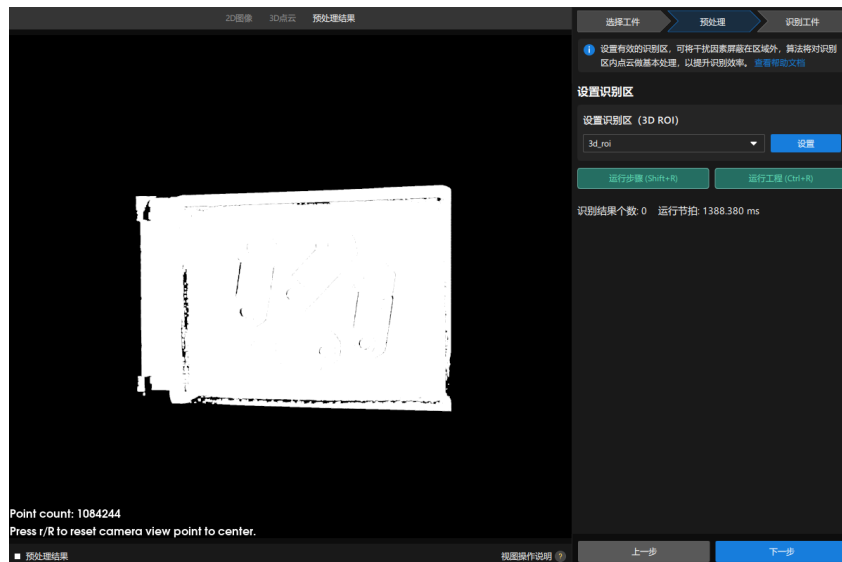 2D图像 3D点云 预处理结果
选择工件 预处理 识别工件
设置有效的识别区，可将干扰因素屏蔽在区域外，算法将对识别
区内点云做基本处理，以提升识别效率。 查看帮助文档
设置识别区
设置识别区（3D ROI）
3d_roi 设置
运行步骤 (Shift+R) 运行工程 (Ctrl+R)
识别结果个数: 0 运行节拍: 1388.380 ms
Point count: 1084244
Press r/R to reset camera view point to center.
预处理结果 视图操作说明 ?
上一步 下一步